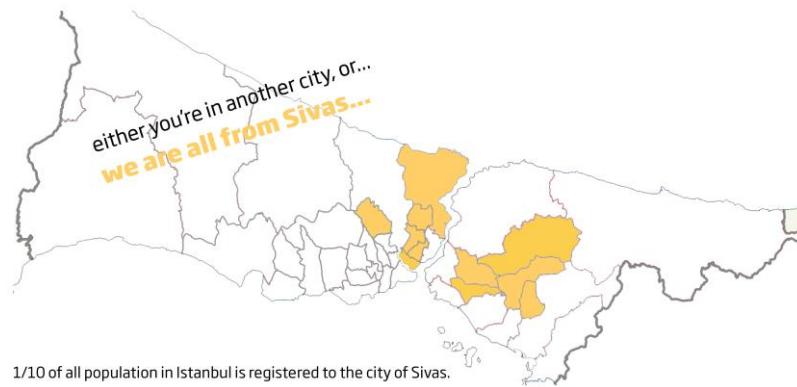 either you're in another city, or...
we are all from Sivas...
1/10 of all population in Istanbul is registered to the city of Sivas.